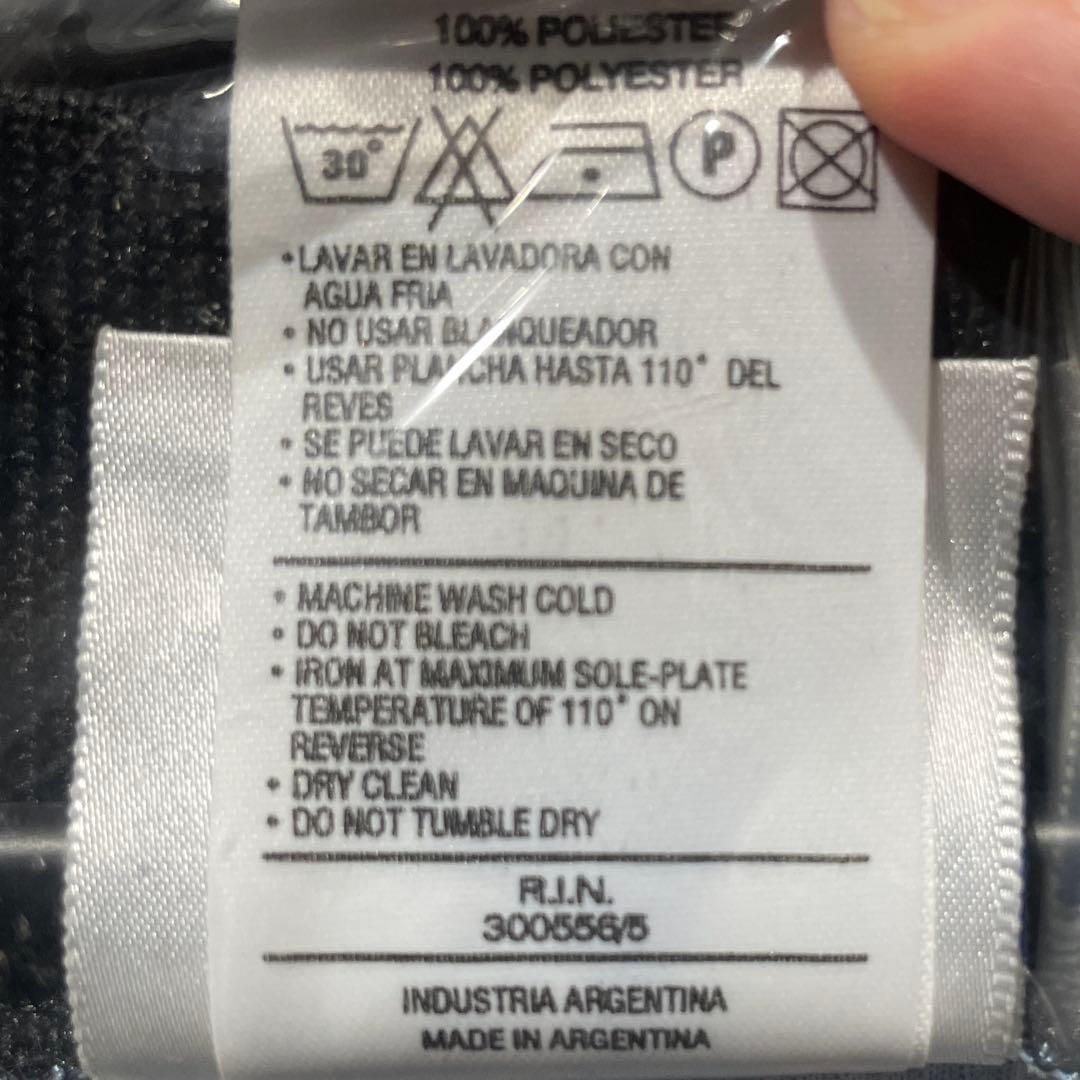 100% POLIESTER
100% POLYESTER
30° P
•LAVAR EN LAVADORA CON
AGUA FRIA
• NO USAR BLANQUEADOR
• USAR PLANCHA HASTA 110° DEL
REVES
• SE PUEDE LAVAR EN SECO
• NO SECAR EN MAQUINA DE
TAMBOR
• MACHINE WASH COLD
• DO NOT BLEACH
• IRON AT MAXIMUM SOLE-PLATE
TEMPERATURE OF 110° ON
REVERSE
• DRY CLEAN
• DO NOT TUMBLE DRY
R.I.N.
300556/5
INDUSTRIA ARGENTINA
MADE IN ARGENTINA